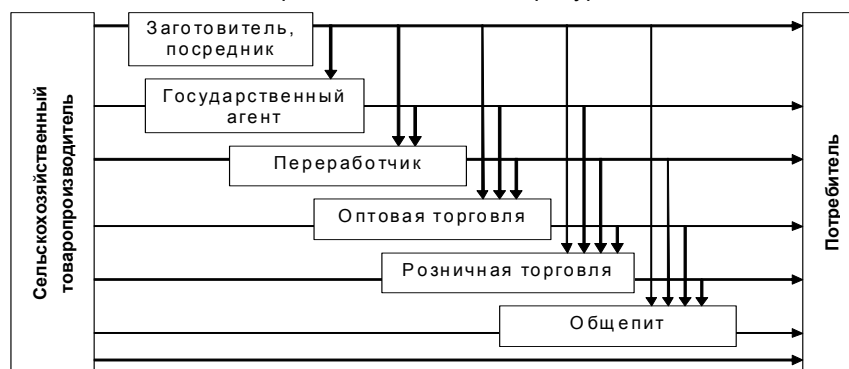 Заготовитель,
посредник
Государственный
агент
Переработчик
Оптовая торговля
Розничная торговля
Общепит
Сельскохозяйственный
товаропроизводитель
Потребитель